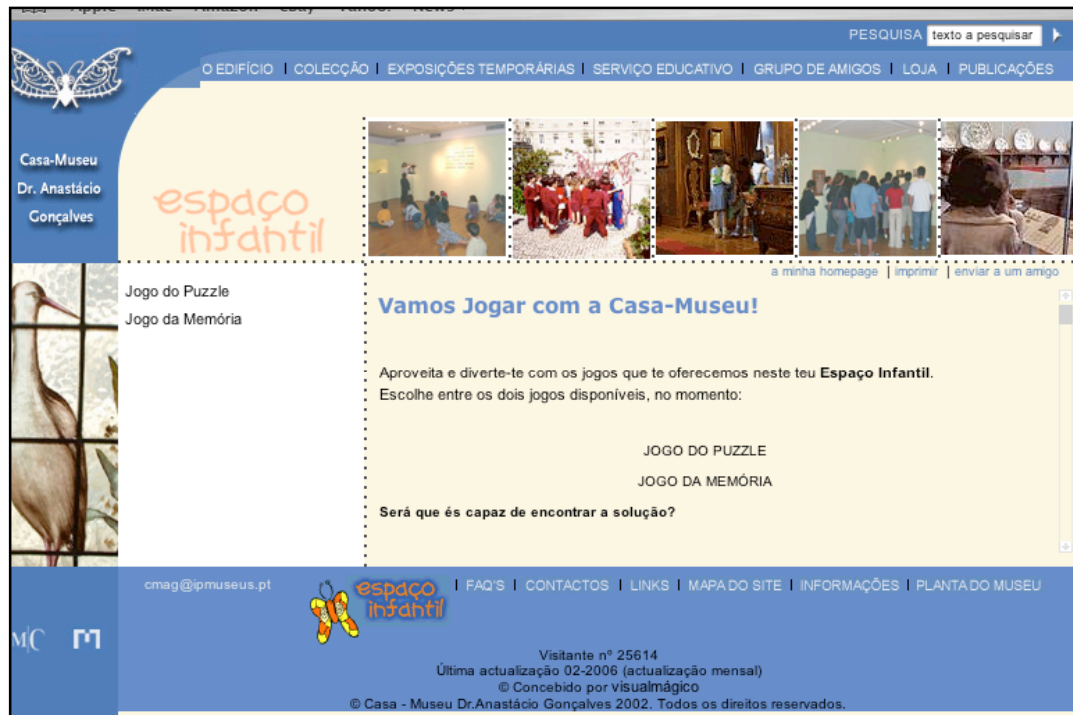 PESQUISA texto a pesquisar
O EDIFÍCIO | COLECÇÃO | EXPOSIÇÕES TEMPORÁRIAS | SERVIÇO EDUCATIVO | GRUPO DE AMIGOS | LOJA | PUBLICAÇÕES
Casa-Museu
Dr. Anastácio
Gonçalves
espaço
infantil
a minha homepage | imprimir | enviar a um amigo
Jogo do Puzzle
Jogo da Memória
Vamos Jogar com a Casa-Museu!
Aproveita e diverte-te com os jogos que te oferecemos neste teu Espaço Infantil.
Escolhe entre os dois jogos disponíveis, no momento:
JOGO DO PUZZLE
JOGO DA MEMÓRIA
Será que és capaz de encontrar a solução?
cmag@ipmuseus.pt
espaço
infantil
| FAQ'S | CONTACTOS | LINKS | MAPA DO SITE | INFORMAÇÕES | PLANTA DO MUSEU
M|C
Visitante nº 25614
Última actualização 02-2006 (actualização mensal)
© Concebido por visualmágico
© Casa - Museu Dr.Anastácio Gonçalves 2002. Todos os direitos reservados.